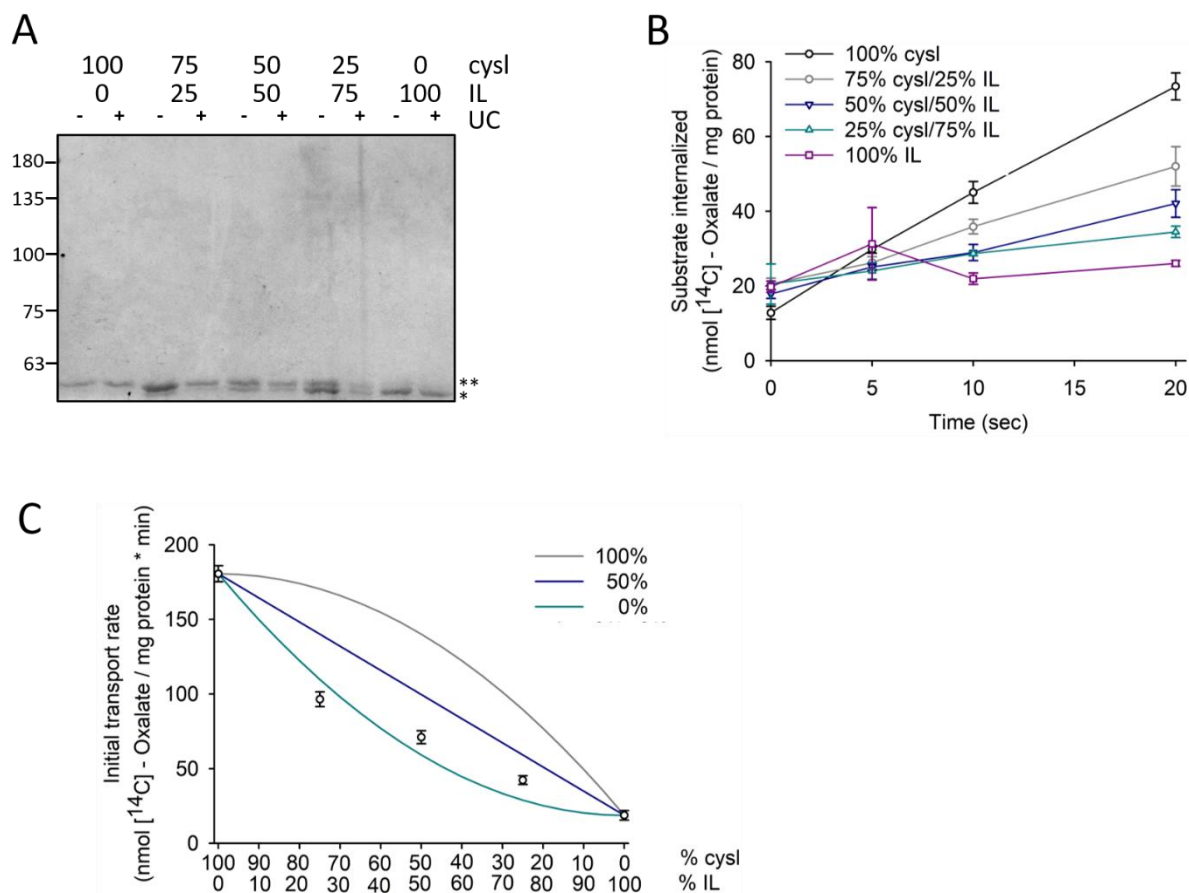 A
100 75 50 25 0 cysl
0 25 50 75 100 IL
- + - + - + - + - + UC
180
135
100
75
63
**
*
B
100% cysl
75% cysl/25% IL
50% cysl/50% IL
25% cysl/75% IL
100% IL
Substrate internalized
(nmol [14C] - Oxalate / mg protein)
80
60
40
20
0
0 5 10 15 20
Time (sec)
C
100%
50%
0%
Initial transport rate
(nmol [14C] - Oxalate / mg protein * min)
200
150
100
50
0
100 90 80 70 60 50 40 30 20 10 0 % cysl
0 10 20 30 40 50 60 70 80 90 100 % IL